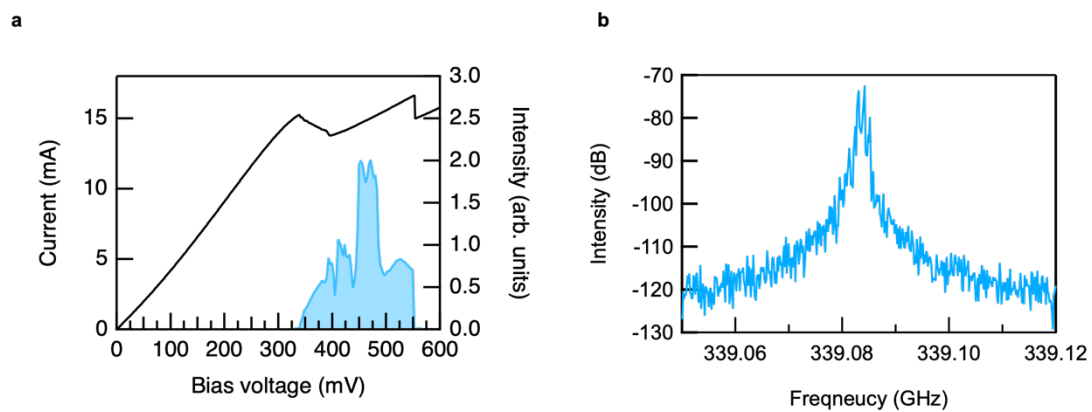 a
b
Current (mA)
15
10
5
0
3.0
2.5
2.0
1.5
1.0
0.5
0.0
Intensity (arb. units)
0 100 200 300 400 500 600
Bias voltage (mV)
Intensity (dB)
-70
-80
-90
-100
-110
-120
-130
339.06 339.08 339.10 339.12
Freqneucy (GHz)